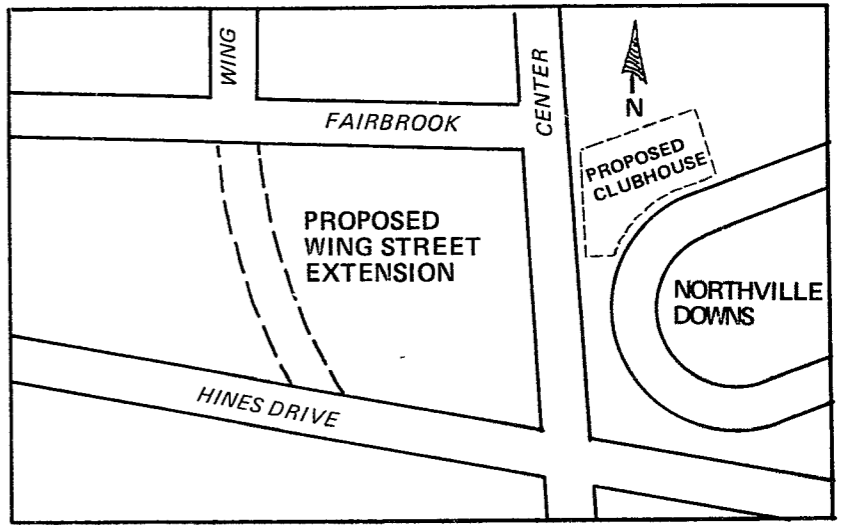 WING
CENTER
N
FAIRBROOK
PROPOSED
CLUBHOUSE
PROPOSED
WING STREET
EXTENSION
NORTHVILLE
DOWNS
HINES DRIVE